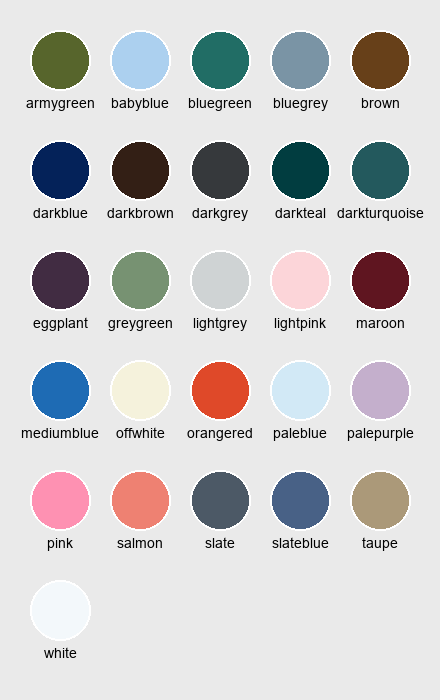 armygreen babyblue bluegreen bluegrey brown
darkblue darkbrown darkgrey darkteal darkturquoise
eggplant greygreen lightgrey lightpink maroon
mediumblue offwhite orangered paleblue palepurple
pink salmon slate slateblue taupe
white